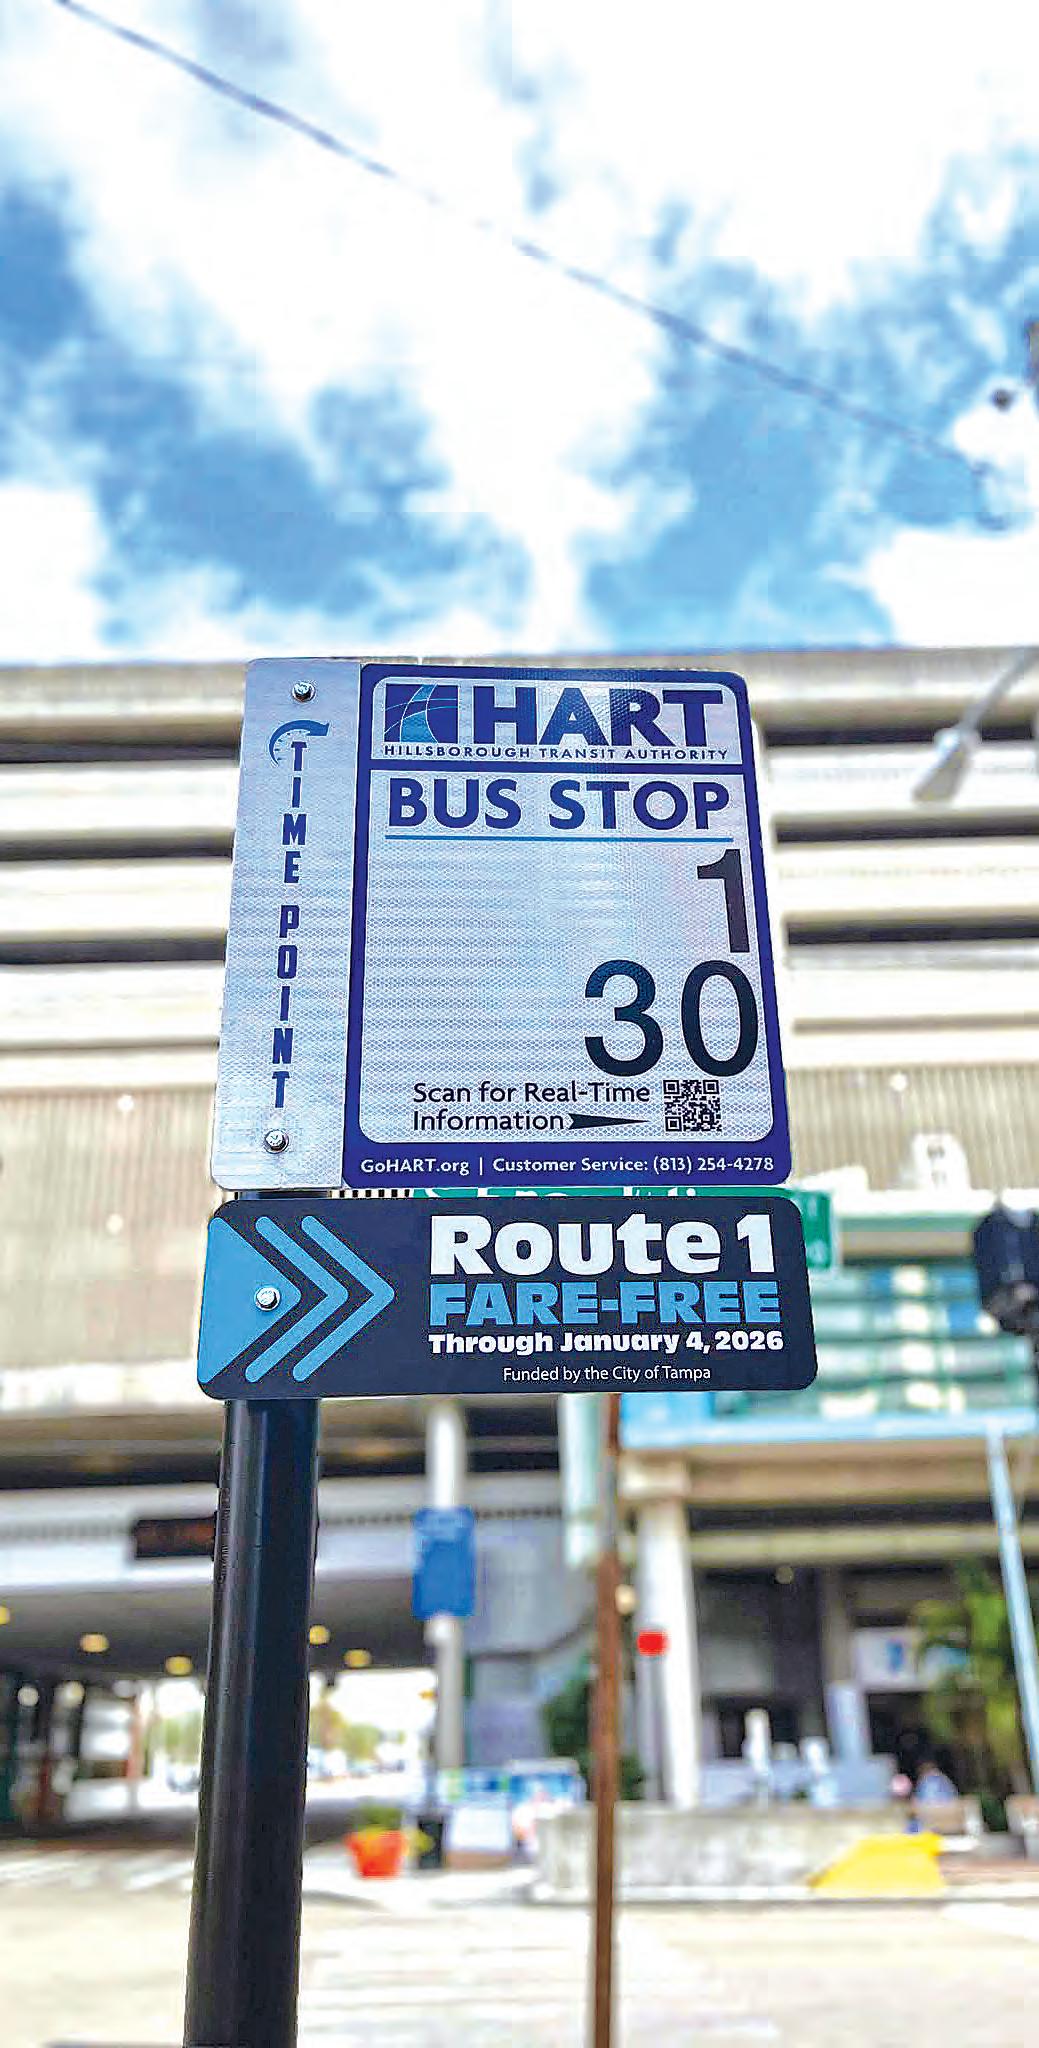 TIME POINT
HART
HILLSBOROUGH TRANSIT AUTHORITY
BUS STOP
1
30
Scan for Real-Time
Information
GoHART.org | Customer Service: (813) 254-4278
Route 1
FARE-FREE
Through January 4, 2026
Funded by the City of Tampa